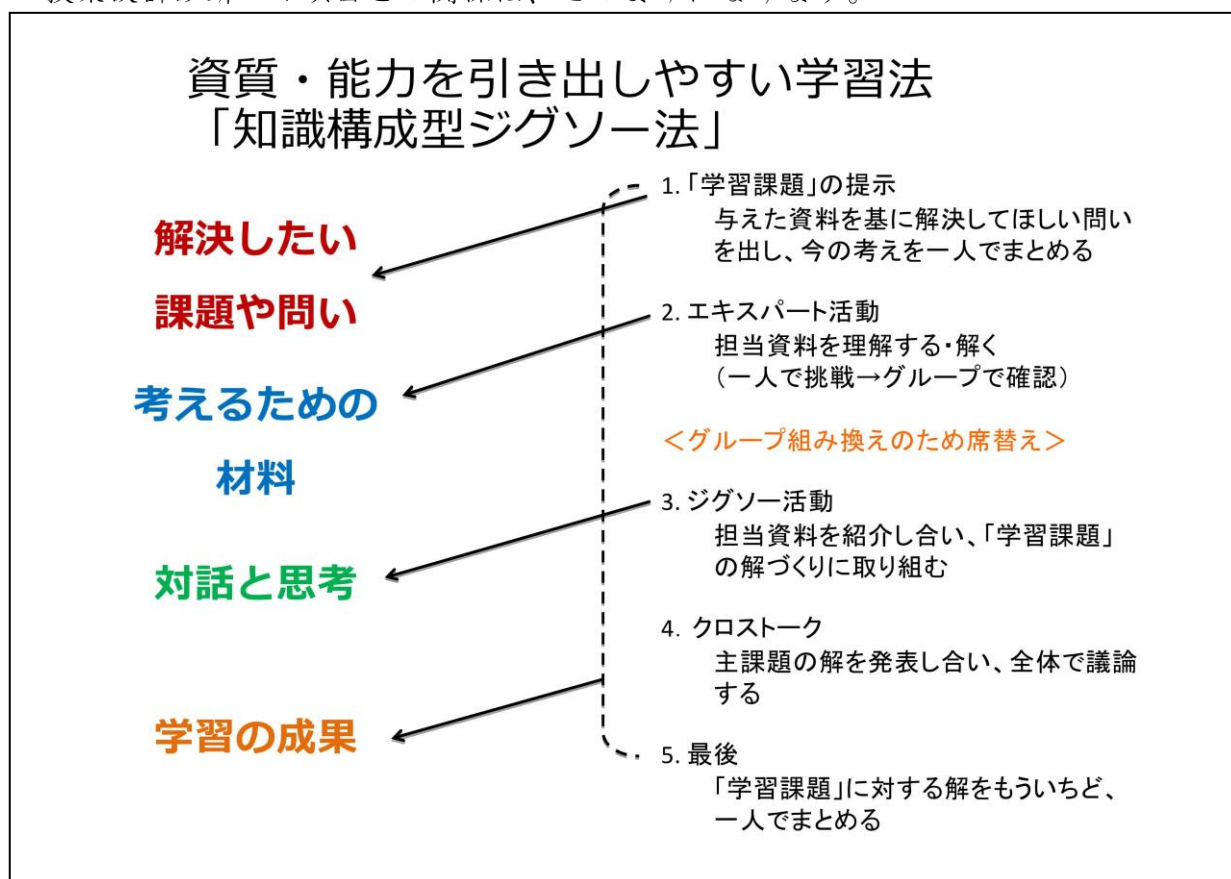 資質・能力を引き出しやすい学習法
「知識構成型ジグソー法」
解決したい
課題や問い
考えるための
材料
対話と思考
学習の成果
1. 「学習課題」の提示
与えた資料を基に解決してほしい問い
を出し、今の考えを一人でまとめる
2. エキスパート活動
担当資料を理解する・解く
（一人で挑戦→グループで確認）
＜グループ組み換えのため席替え＞
3. ジグソー活動
担当資料を紹介し合い、「学習課題」
の解づくりに取り組む
4. クロストーク
主課題の解を発表し合い、全体で議論
する
5. 最後
「学習課題」に対する解をもういちど、
一人でまとめる